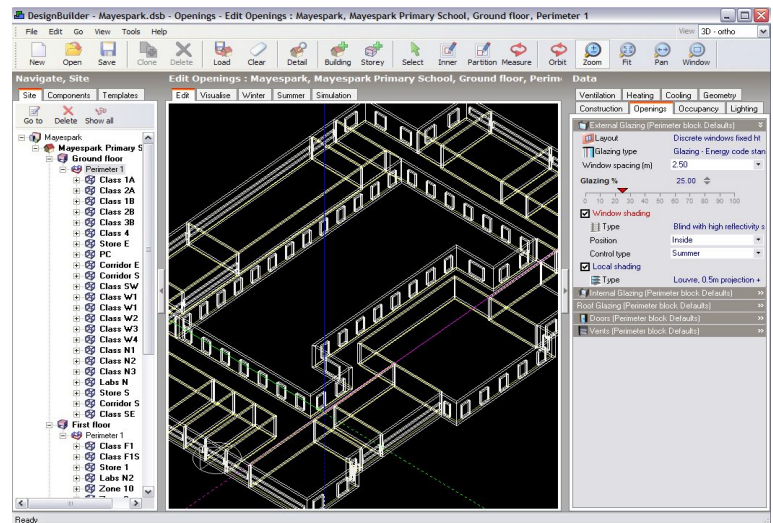 DesignBuilder - Mayespark.dsb - Openings - Edit Openings : Mayespark, Mayespark Primary School, Ground floor, Perimeter 1
File Edit Go View Tools Help
View 3D - ortho
New Open Save Clone Delete Load Clear Detail Building Storey Select Inner Partition Measure Orbit Zoom Fit Pan Window
Navigate, Site
Site Components Templates
Go to Delete Show all
Mayespark
Mayespark Primary S
Ground floor
Perimeter 1
Class 1A
Class 2A
Class 1B
Class 2B
Class 3B
Class 4
Store E
PC
Corridor E
Corridor S
Class SW
Class W1
Class W1
Class W2
Class W3
Class W4
Class N1
Class N2
Class N3
Labs N
Store S
Corridor S
Class SE
First floor
Perimeter 1
Class F1
Class F1S
Store 1
Labs N2
Zone 10
Edit Openings : Mayespark, Mayespark Primary School, Ground floor, Perim
Edit Visualise Winter Summer Simulation
Data
Ventilation Heating Cooling Geometry
Construction Openings Occupancy Lighting
External Glazing (Perimeter block Defaults)
Layout Discrete windows fixed ht
Glazing type Glazing - Energy code stan
Window spacing (m) 2.50
Glazing % 25.00
0 10 20 30 40 50 60 70 80 90 100
Window shading
Type Blind with high reflectivity s
Position Inside
Control type Summer
Local shading
Type Louvre, 0.5m projection +
Internal Glazing (Perimeter block Defaults)
Roof Glazing (Perimeter block Defaults)
Doors (Perimeter block Defaults)
Vents (Perimeter block Defaults)
Ready